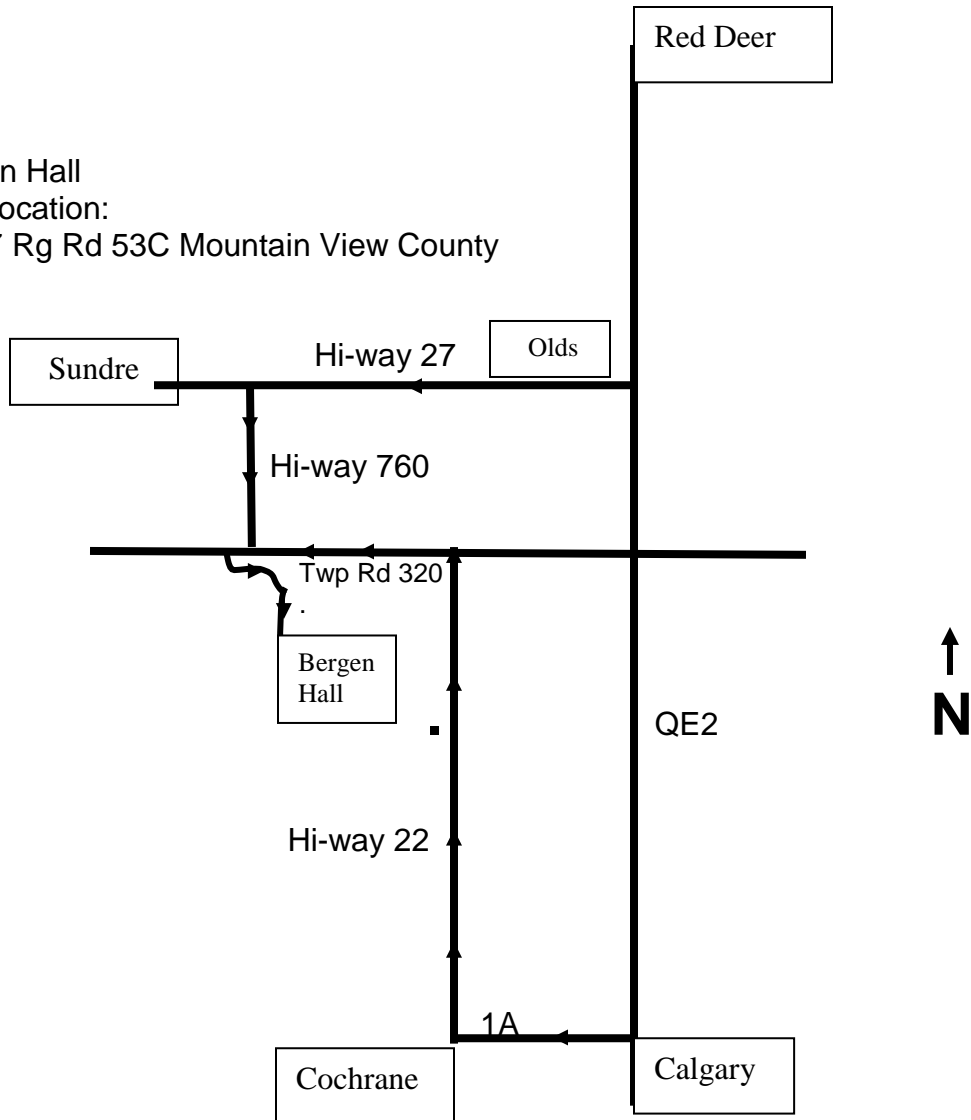 Red Deer
n Hall
ocation:
Rg Rd 53C Mountain View County
Olds
Hi-way 27
Sundre
Hi-way 760
Twp Rd 320
.
Bergen
Hall
N
QE2
Hi-way 22
1A
Cochrane
Calgary